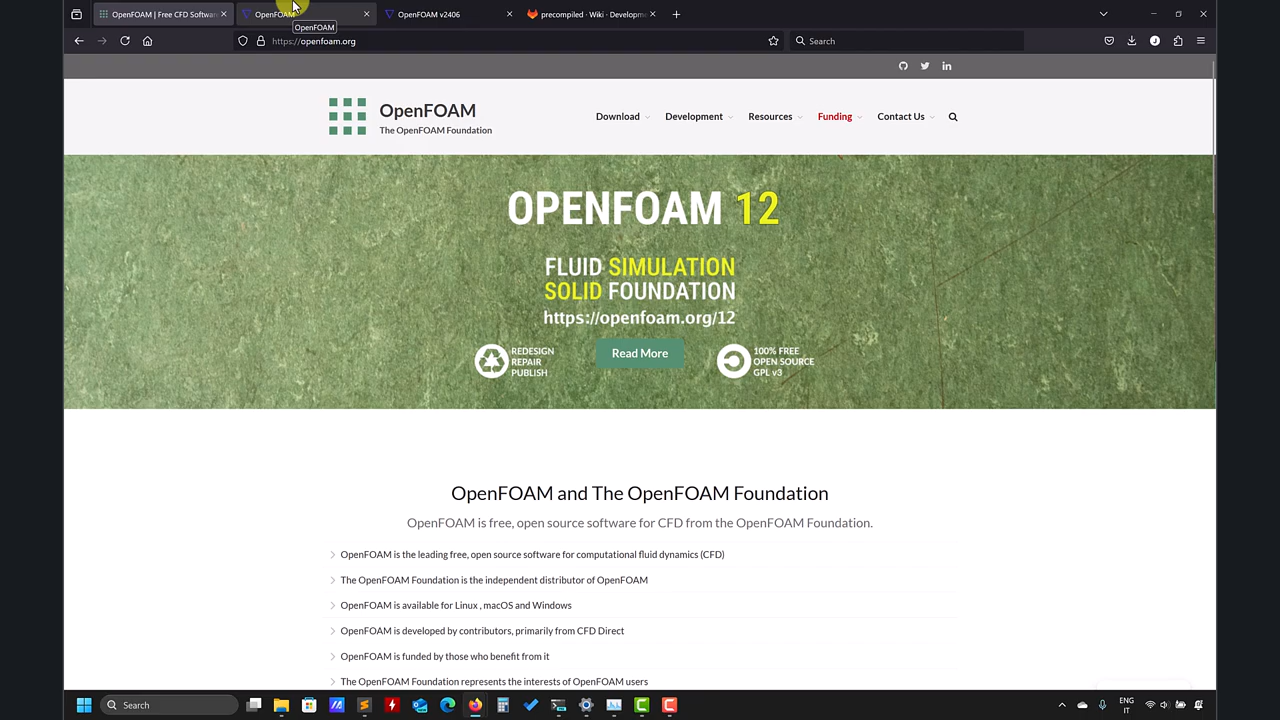 OpenFOAM | Free CFD Softwar
OpenFOAM
OpenFOAM v2406
precompiled · Wiki · Developm
OpenFOAM
https://openfoam.org
Search
OpenFOAM
The OpenFOAM Foundation
Download
Development
Resources
Funding
Contact Us
OPENFOAM 12
FLUID SIMULATION
SOLID FOUNDATION
https://openfoam.org/12
REDESIGN
REPAIR
PUBLISH
Read More
100% FREE
OPEN SOURCE
GPL v3
OpenFOAM and The OpenFOAM Foundation
OpenFOAM is free, open source software for CFD from the OpenFOAM Foundation.
OpenFOAM is the leading free, open source software for computational fluid dynamics (CFD)
The OpenFOAM Foundation is the independent distributor of OpenFOAM
OpenFOAM is available for Linux , macOS and Windows
OpenFOAM is developed by contributors, primarily from CFD Direct
OpenFOAM is funded by those who benefit from it
The OpenFOAM Foundation represents the interests of OpenFOAM users
Search
ENG
IT